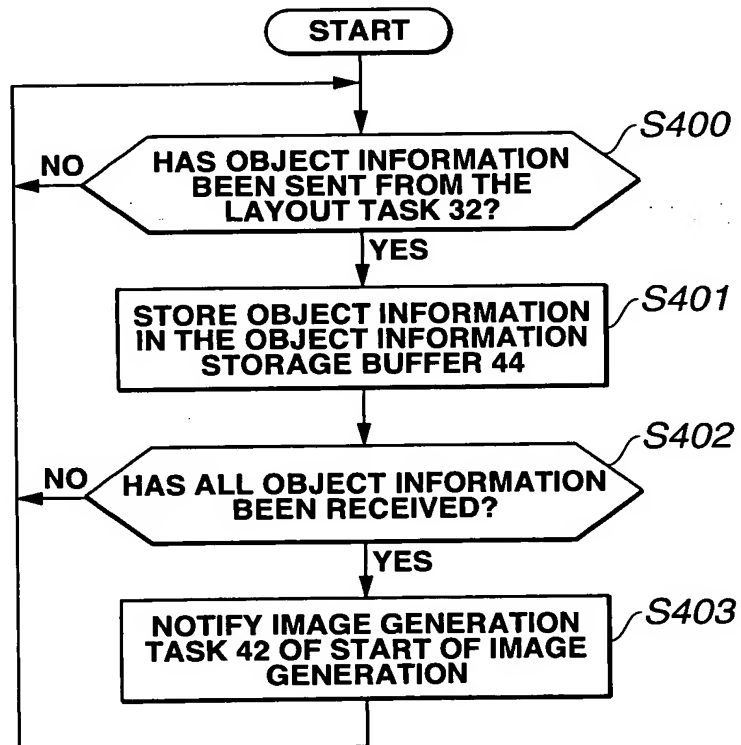 START
S400
NO
HAS OBJECT INFORMATION
BEEN SENT FROM THE
LAYOUT TASK 32?
YES
S401
STORE OBJECT INFORMATION
IN THE OBJECT INFORMATION
STORAGE BUFFER 44
S402
NO
HAS ALL OBJECT INFORMATION
BEEN RECEIVED?
YES
S403
NOTIFY IMAGE GENERATION
TASK 42 OF START OF IMAGE
GENERATION